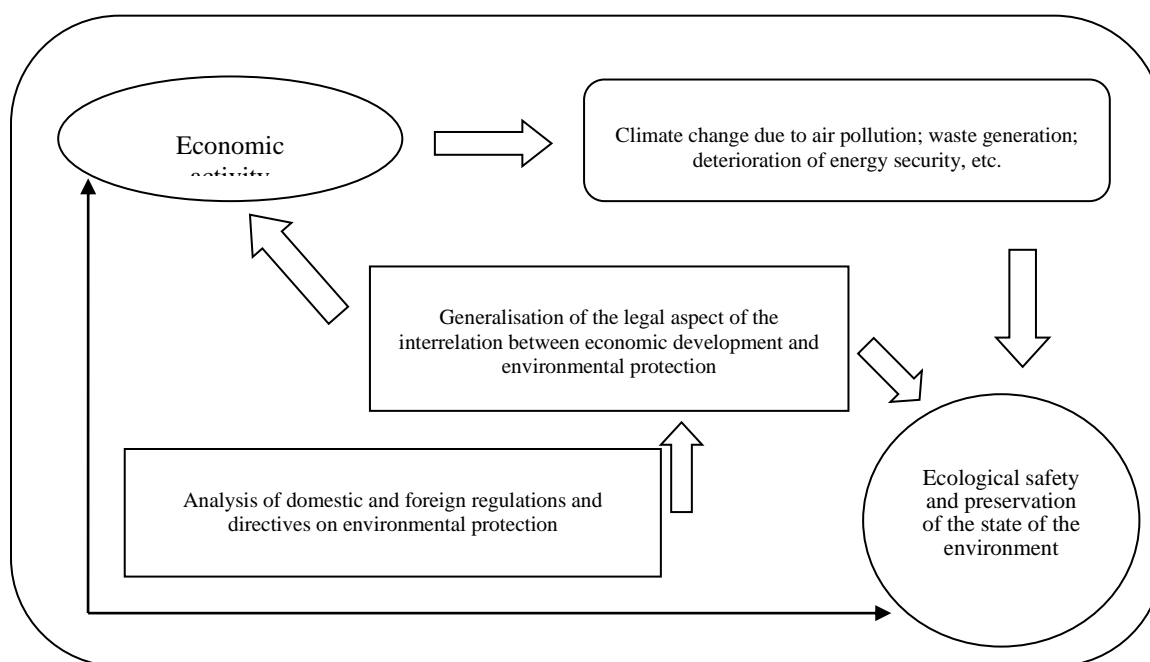 Economic
activity
Climate change due to air pollution; waste generation;
deterioration of energy security, etc.
Generalisation of the legal aspect of the
interrelation between economic development and
environmental protection
Analysis of domestic and foreign regulations and
directives on environmental protection
Ecological safety
and preservation
of the state of the
environment